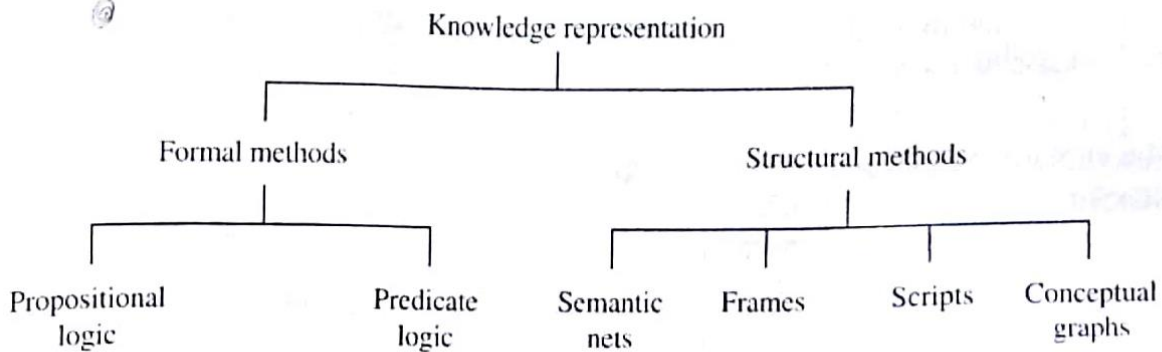 Knowledge representation
Formal methods
Structural methods
Propositional
logic
Predicate
logic
Semantic
nets
Frames
Scripts
Conceptual
graphs